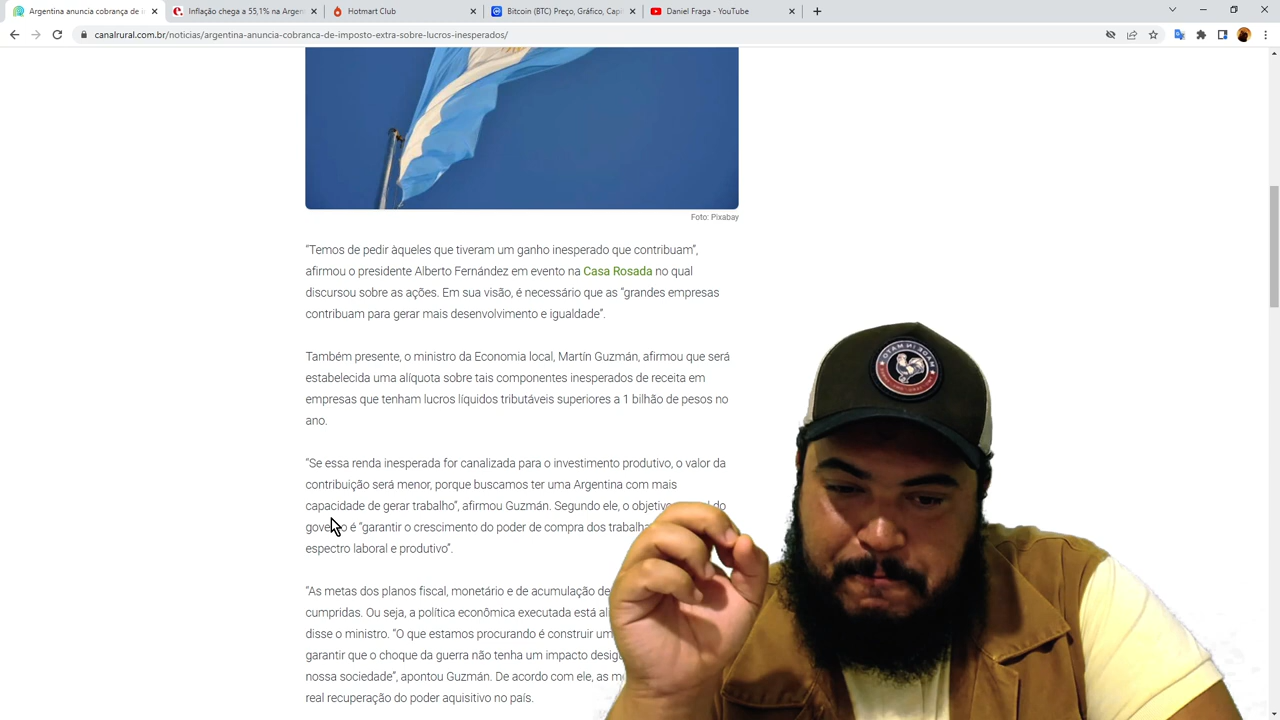 Argentina anuncia cobrança de i
Inflação chega a 55,1% na Argen
Hotmart Club
Bitcoin (BTC) Preço, Gráfico, Cap
Daniel Fraga - YouTube
canalrural.com.br/noticias/argentina-anuncia-cobranca-de-imposto-extra-sobre-lucros-inesperados/
Foto: Pixabay
“Temos de pedir àqueles que tiveram um ganho inesperado que contribuam”,
afirmou o presidente Alberto Fernández em evento na Casa Rosada no qual
discursou sobre as ações. Em sua visão, é necessário que as “grandes empresas
contribuam para gerar mais desenvolvimento e igualdade”.
Também presente, o ministro da Economia local, Martín Guzmán, afirmou que será
estabelecida uma alíquota sobre tais componentes inesperados de receita em
empresas que tenham lucros líquidos tributáveis superiores a 1 bilhão de pesos no
ano.
“Se essa renda inesperada for canalizada para o investimento produtivo, o valor da
contribuição será menor, porque buscamos ter uma Argentina com mais
capacidade de gerar trabalho”, afirmou Guzmán. Segundo ele, o objetivo do
é “garantir o crescimento do poder de compra dos
espectro laboral e produtivo”.
“As metas dos planos fiscal, monetário e de acumulação de
cumpridas. Ou seja, a política econômica executada está
disse o ministro. “O que estamos procurando é construir
garantir que o choque da guerra não tenha um impacto
nossa sociedade”, apontou Guzmán. De acordo com ele, as
real recuperação do poder aquisitivo no país.